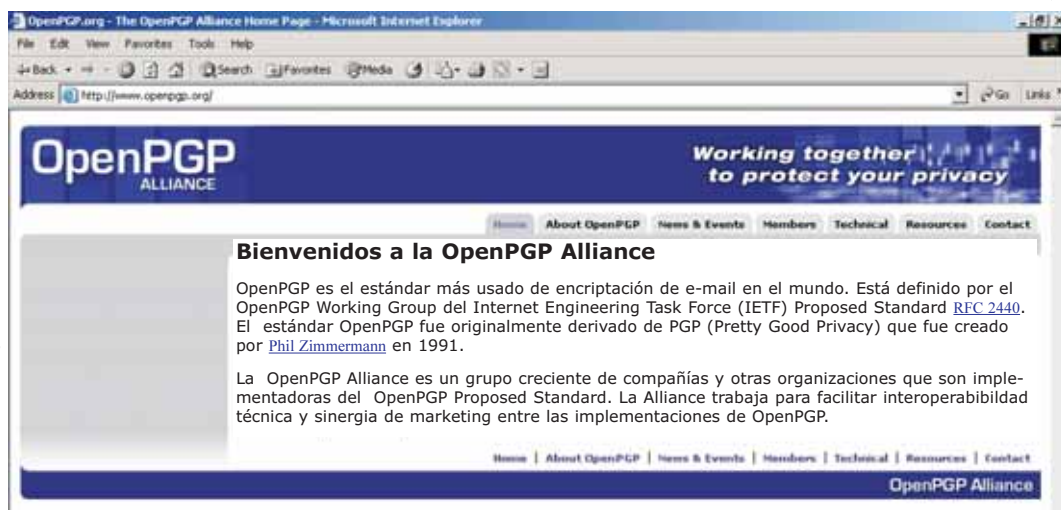 OpenPGP.org - The OpenPGP Alliance Home Page - Microsoft Internet Explorer
File Edit View Favorites Tools Help
Back Search Favorites Media
Address http://www.openpgp.org/ Go Links
OpenPGP
ALLIANCE
Working together
to protect your privacy
Home About OpenPGP News & Events Members Technical Resources Contact
Bienvenidos a la OpenPGP Alliance
OpenPGP es el estándar más usado de encriptación de e-mail en el mundo. Está definido por el
OpenPGP Working Group del Internet Engineering Task Force (IETF) Proposed Standard RFC 2440.
El estándar OpenPGP fue originalmente derivado de PGP (Pretty Good Privacy) que fue creado
por Phil Zimmermann en 1991.
La OpenPGP Alliance es un grupo creciente de compañías y otras organizaciones que son imple-
mentadoras del OpenPGP Proposed Standard. La Alliance trabaja para facilitar interoperabibildad
técnica y sinergia de marketing entre las implementaciones de OpenPGP.
Home | About OpenPGP | News & Events | Members | Technical | Resources | Contact
OpenPGP Alliance